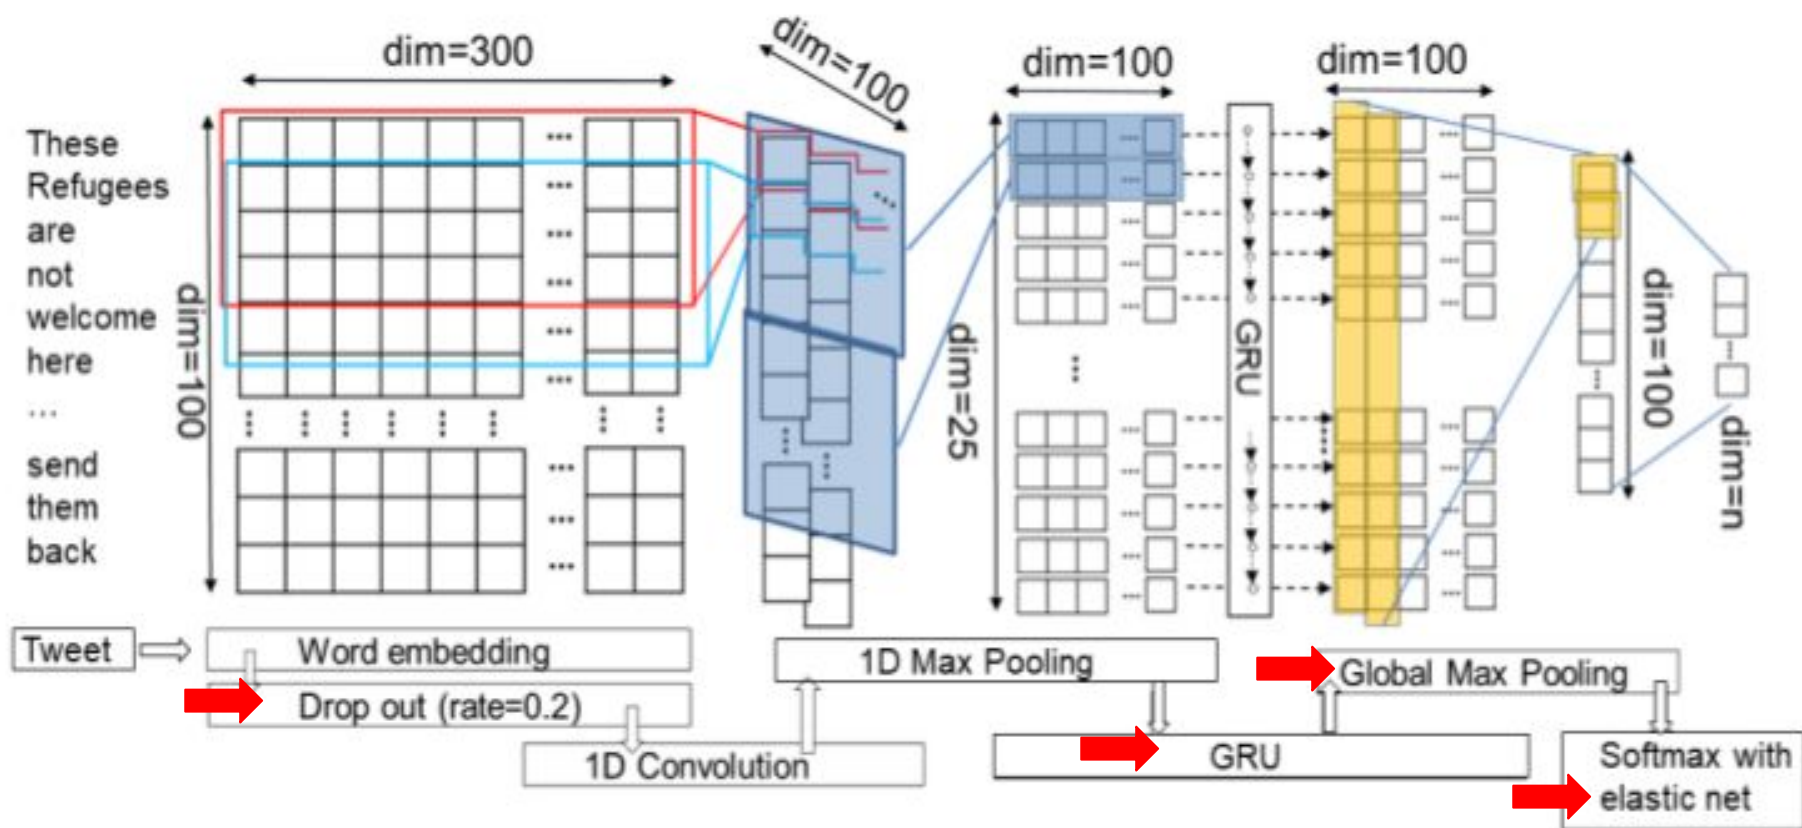 dim=300
dim=100
dim=100
dim=100
These
Refugees
are
not
welcome
here
...
send
them
back
dim=100
dim=25
GRU
dim=100
dim=n
Tweet
Word embedding
Drop out (rate=0.2)
1D Convolution
1D Max Pooling
GRU
Global Max Pooling
Softmax with
elastic net